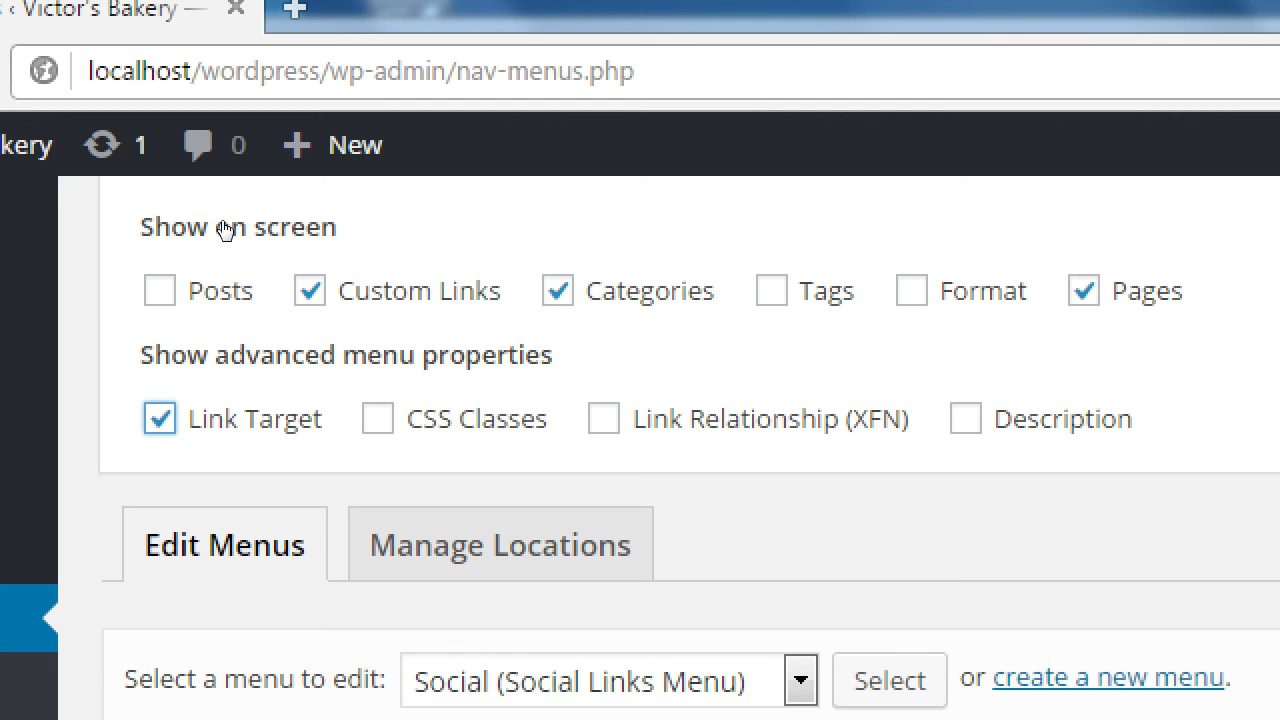 ‹ Victor's Bakery —
localhost/wordpress/wp-admin/nav-menus.php
kery 1 0 New
Show on screen
Posts Custom Links Categories Tags Format Pages
Show advanced menu properties
Link Target CSS Classes Link Relationship (XFN) Description
Edit Menus Manage Locations
Select a menu to edit: Social (Social Links Menu) Select or create a new menu.